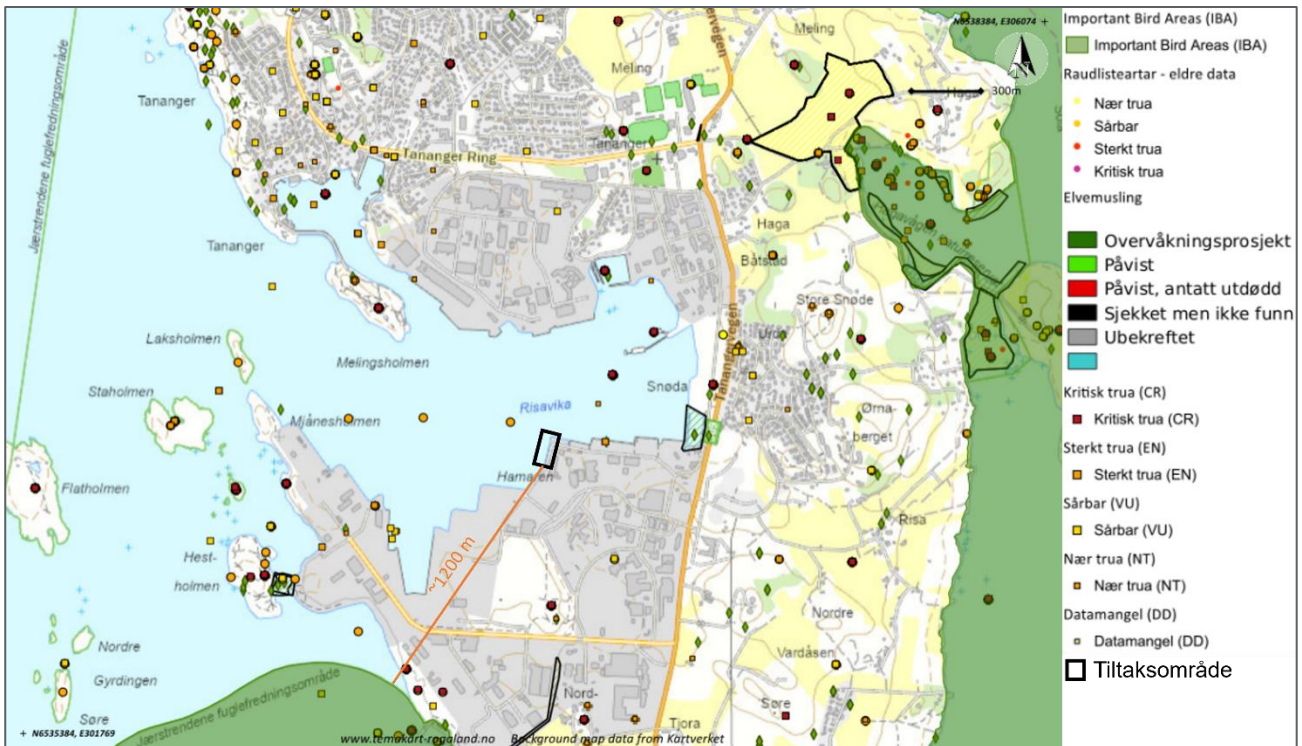 N6538384, E306074
N
300m
Meling
Meling
Tananger
Tananger Ring
Tananger
Haga
Tananger
Jærstrendene fuglefredningsområde
Båtstad
Store Snøde
Urda
Tanangervegen
Laksholmen
Melingsholmen
Staholmen
Mjånesholmen
Risavika
Snøda
Ørna-
berget
Hamaren
Flatholmen
Risa
Hest-
holmen
~1200 m
Nordre
Nordre
Gyrdingen
Vardåsen
Søre
Søre
Nord-
Tjora
Jærstrendene fuglefredningsområde
N6535384, E301769
www.temakart-rogaland.no
Background map data from Kartverket
Important Bird Areas (IBA)
Important Bird Areas (IBA)
Raudlisteartar - eldre data
Nær trua
Sårbar
Sterkt trua
Kritisk trua
Elvemusling
Overvåkningsprosjekt
Påvist
Påvist, antatt utdødd
Sjekket men ikke funn
Ubekreftet
Kritisk trua (CR)
Kritisk trua (CR)
Sterkt trua (EN)
Sterkt trua (EN)
Sårbar (VU)
Sårbar (VU)
Nær trua (NT)
Nær trua (NT)
Datamangel (DD)
Datamangel (DD)
Tiltaksområde